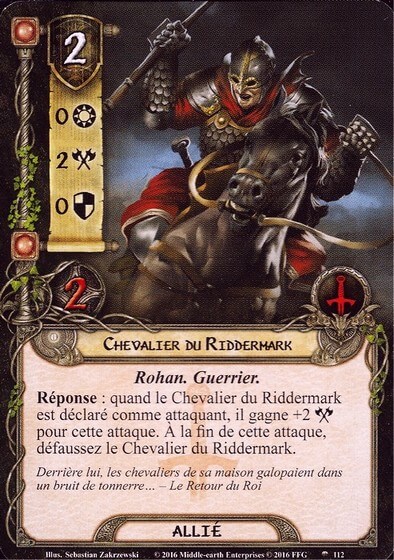 2
0
2
0
2
Chevalier du Riddermark
Rohan. Guerrier.
Réponse : quand le Chevalier du Riddermark
est déclaré comme attaquant, il gagne +2
pour cette attaque. À la fin de cette attaque,
défaussez le Chevalier du Riddermark.
Derrière lui, les chevaliers de sa maison galopaient dans
un bruit de tonnerre… – Le Retour du Roi
ALLIÉ
Illus. Sebastian Zakrzewski © 2016 Middle-earth Enterprises © 2016 FFG 112